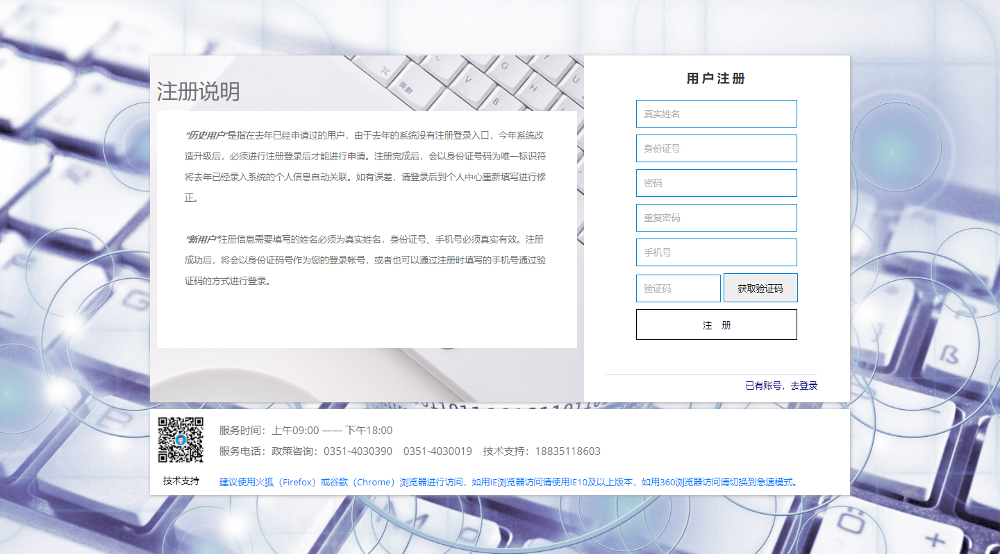 注册说明
“历史用户”是指在去年已经申请过的用户，由于去年的系统没有注册登录入口，今年系统改
造升级后，必须进行注册登录后才能进行申请。注册完成后，会以身份证号码为唯一标识符
将去年已经录入系统的个人信息自动关联。如有误差，请登录后到个人中心重新填写进行修
正。
“新用户”注册信息需要填写的姓名必须为真实姓名，身份证号、手机号必须真实有效。注册
成功后，将会以身份证码号作为您的登录帐号，或者也可以通过注册时填写的手机号通过验
证码的方式进行登录。
用户注册
真实姓名
身份证号
密码
重复密码
手机号
验证码 获取验证码
注 册
已有账号，去登录
服务时间：上午09:00 —— 下午18:00
服务电话：政策咨询：0351-4030390 0351-4030019 技术支持：18835118603
技术支持
建议使用火狐（Firefox）或谷歌（Chrome）浏览器进行访问，如用IE浏览器访问请使用IE10及以上版本，如用360浏览器访问请切换到急速模式。